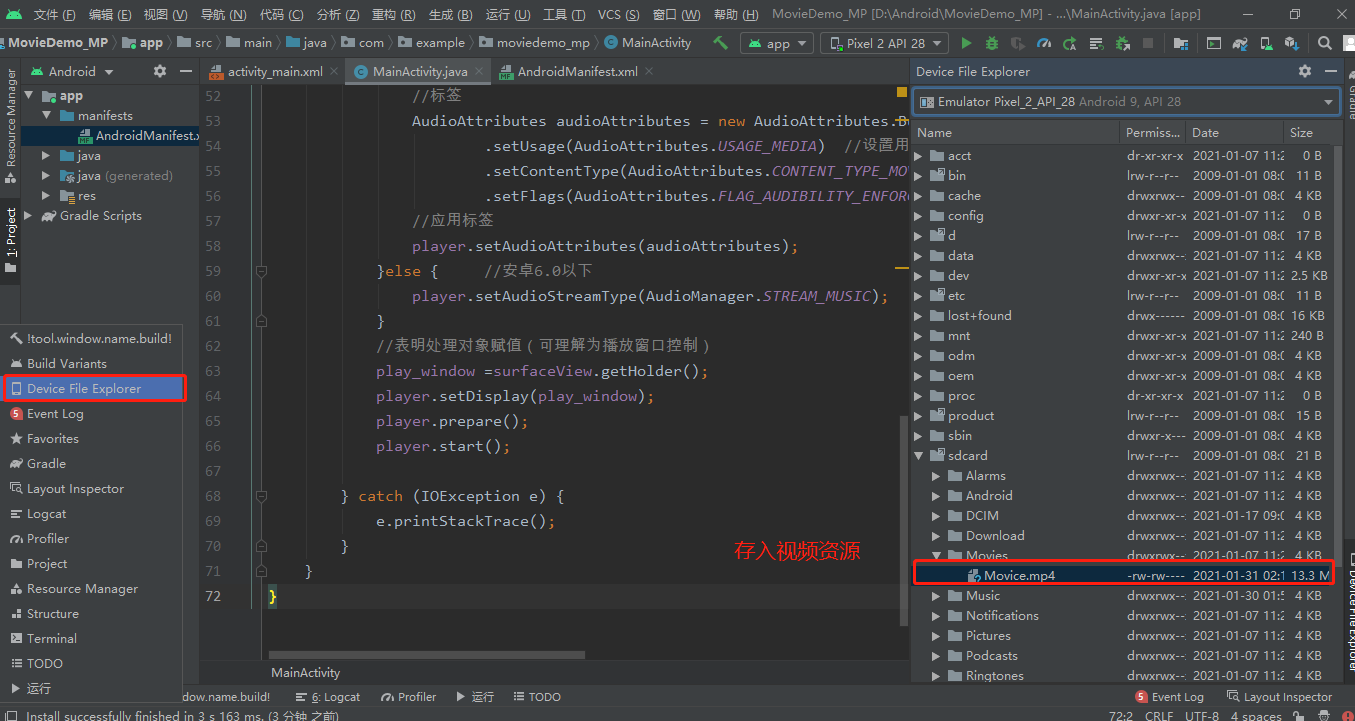 文件 (F) 编辑 (E) 视图 (V) 导航 (N) 代码 (C) 分析 (Z) 重构 (R) 生成 (B) 运行 (U) 工具 (T) VCS (S) 窗口 (W) 帮助 (H) MovieDemo_MP [D:\Android\MovieDemo_MP] - ...\MainActivity.java [app]
MovieDemo_MP app src main java com example moviedemo_mp MainActivity app Pixel 2 API 28
Android activity_main.xml MainActivity.java AndroidManifest.xml Device File Explorer
Resource Manager
1: Project
app
manifests
AndroidManifest.x
java
java (generated)
res
Gradle Scripts
!tool.window.name.build!
Build Variants
Device File Explorer
5 Event Log
Favorites
Gradle
Layout Inspector
Logcat
Profiler
Project
Resource Manager
Structure
Terminal
TODO
运行
52 //标签
53 AudioAttributes audioAttributes = new AudioAttributes.B
54 .setUsage(AudioAttributes.USAGE_MEDIA) //设置用
55 .setContentType(AudioAttributes.CONTENT_TYPE_MO
56 .setFlags(AudioAttributes.FLAG_AUDIBILITY_ENFOR
57 //应用标签
58 player.setAudioAttributes(audioAttributes);
59 }else { //安卓6.0以下
60 player.setAudioStreamType(AudioManager.STREAM_MUSIC);
61 }
62 //表明处理对象赋值(可理解为播放窗口控制)
63 play_window =surfaceView.getHolder();
64 player.setDisplay(play_window);
65 player.prepare();
66 player.start();
67
68 } catch (IOException e) {
69 e.printStackTrace();
70 }
71 }
72 }
存入视频资源
MainActivity
Emulator Pixel_2_API_28 Android 9, API 28
Name Permiss... Date Size
acct dr-xr-xr-x 2021-01-07 11:2 0 B
bin lrw-r--r-- 2009-01-01 08:0 11 B
cache drwxrwx--- 2009-01-01 08:0 4 KB
config drwxr-xr-x 2021-01-07 11:2 0 B
d lrw-r--r-- 2009-01-01 08:0 17 B
data drwxrwx--x 2021-01-07 11:2 4 KB
dev drwxr-xr-x 2021-01-07 11:2 2.5 KB
etc lrw-r--r-- 2009-01-01 08:0 11 B
lost+found drwx------ 2009-01-01 08:0 16 KB
mnt drwxr-xr-x 2021-01-07 11:2 240 B
odm drwxr-xr-x 2009-01-01 08:0 4 KB
oem drwxr-xr-x 2009-01-01 08:0 4 KB
proc dr-xr-xr-x 2021-01-07 11:2 0 B
product lrw-r--r-- 2009-01-01 08:0 15 B
sbin drwxr-x--- 2009-01-01 08:0 4 KB
sdcard lrw-r--r-- 2009-01-01 08:0 21 B
Alarms drwxrwx-- 2021-01-07 11:2 4 KB
Android drwxrwx-- 2021-01-07 11:2 4 KB
DCIM drwxrwx-- 2021-01-17 09:0 4 KB
Download drwxrwx-- 2021-01-07 11:2 4 KB
Movies drwxrwx-- 2021-01-07 11:2 4 KB
Movice.mp4 -rw-rw---- 2021-01-31 02:1 13.3 M
Music drwxrwx-- 2021-01-30 01:5 4 KB
Notifications drwxrwx-- 2021-01-07 11:2 4 KB
Pictures drwxrwx-- 2021-01-07 11:2 4 KB
Podcasts drwxrwx-- 2021-01-07 11:2 4 KB
Ringtones drwxrwx-- 2021-01-07 11:2 4 KB
Gradle
Device File Explorer
dow.name.build! 6: Logcat Profiler 运行 TODO 5 Event Log Layout Inspector
Install successfully finished in 3 s 163 ms. (3 分钟 之前) 72:2 CRLF UTF-8 4 spaces